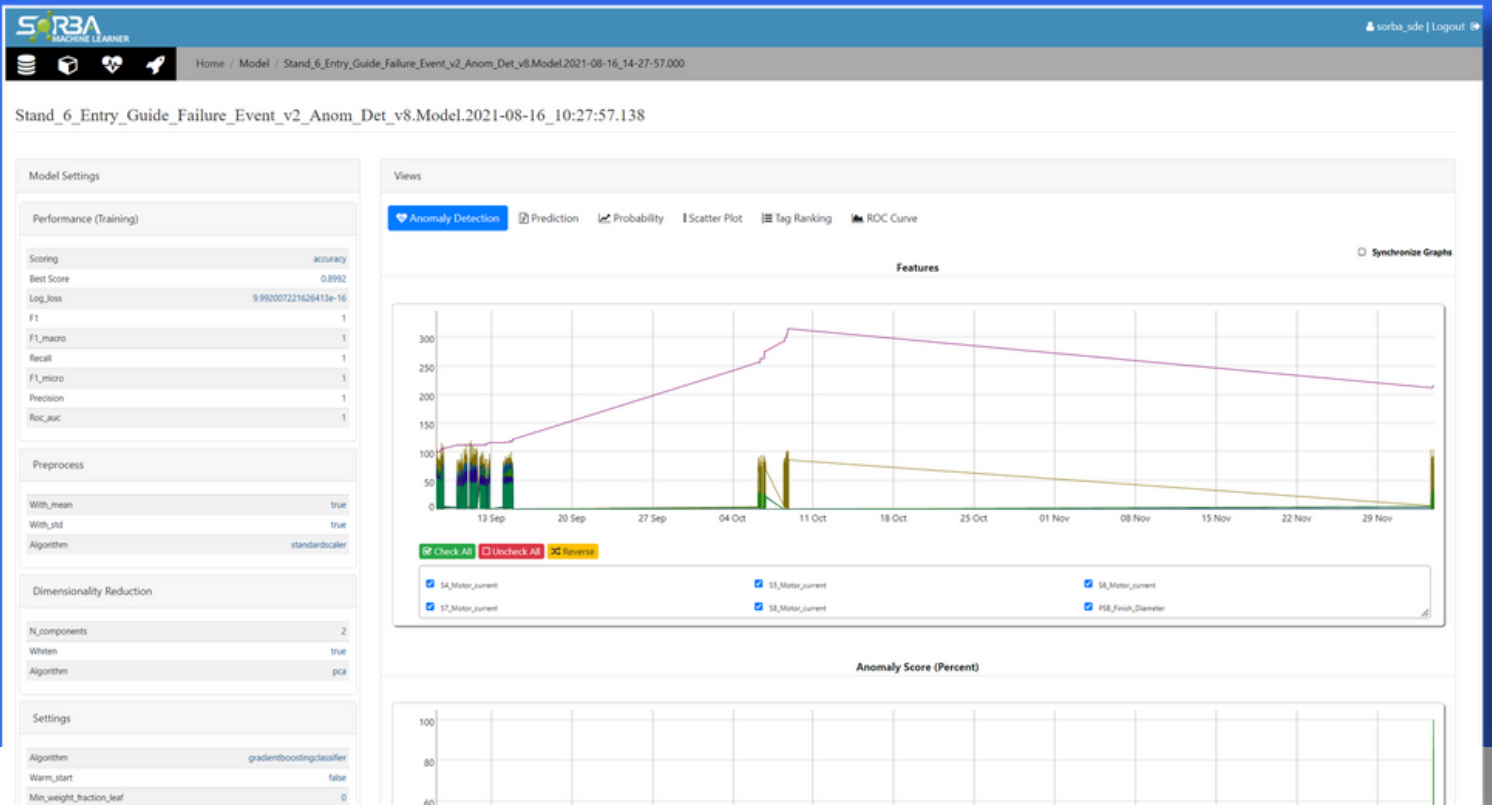 SORBA
MACHINE LEARNER
sorba_sde | Logout
Home / Model / Stand_6_Entry_Guide_Failure_Event_v2_Anom_Det_v8.Model.2021-08-16_14-27-57.000
Stand_6_Entry_Guide_Failure_Event_v2_Anom_Det_v8.Model.2021-08-16_10:27:57.138
Model Settings
Performance (Training)
Scoring accuracy
Best Score 0.8992
Log_loss 9.992007221626413e-16
F1 1
F1_macro 1
Recall 1
F1_micro 1
Precision 1
Roc_auc 1
Preprocess
With_mean true
With_std true
Algorithm standardscaler
Dimensionality Reduction
N_components 2
Whiten true
Algorithm pca
Settings
Algorithm gradientboostingclassifier
Warm_start false
Min_weight_fraction_leaf 0
Views
Anomaly Detection Prediction Probability Scatter Plot Tag Ranking ROC Curve
Synchronize Graphs
Features
300
250
200
150
100
50
0
13 Sep 20 Sep 27 Sep 04 Oct 11 Oct 18 Oct 25 Oct 01 Nov 08 Nov 15 Nov 22 Nov 29 Nov
Check All Uncheck All Reverse
S4_Motor_current S5_Motor_current S6_Motor_current
S7_Motor_current S8_Motor_current PSB_Finish_Diameter
Anomaly Score (Percent)
100
80
60